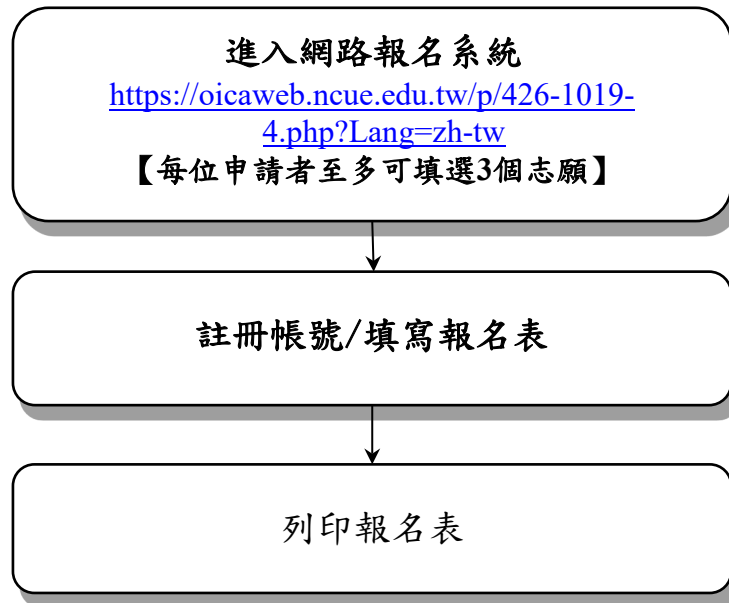 進入網路報名系統
https://oicaweb.ncue.edu.tw/p/426-1019-
4.php?Lang=zh-tw
【每位申請者至多可填選3個志願】
註冊帳號/填寫報名表
列印報名表